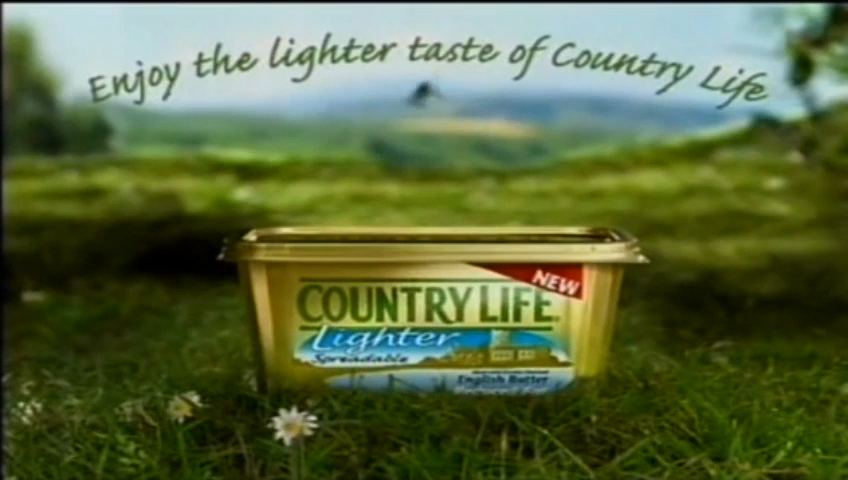 Enjoy the lighter taste of Country Life
NEW
COUNTRY LIFE
Lighter
Spreadable
English Butter